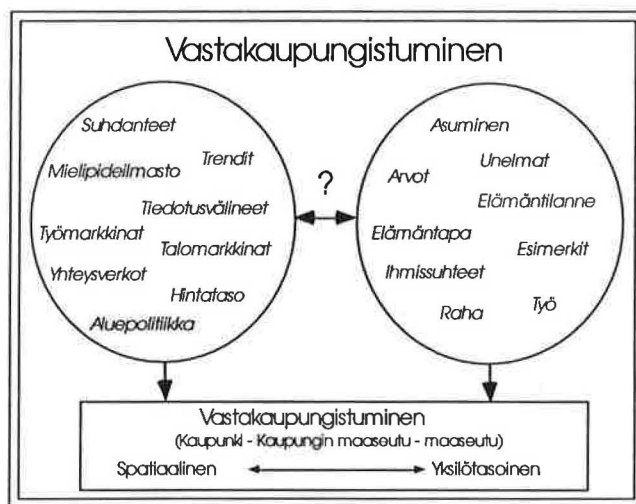 Vastakaupungistuminen
Suhdanteet
Trendit
Mielipideilmasto
Tiedotusvälineet
Työmarkkinat
Talomarkkinat
Yhteysverkot
Hintataso
Aluepolitiikka
?
Asuminen
Unelmat
Arvot
Elämäntilanne
Elämäntapa
Esimerkit
Ihmissuhteet
Työ
Raha
Vastakaupungistuminen
(Kaupunki - Kaupungin maaseutu - maaseutu)
Spatiaalinen Yksilötasoinen